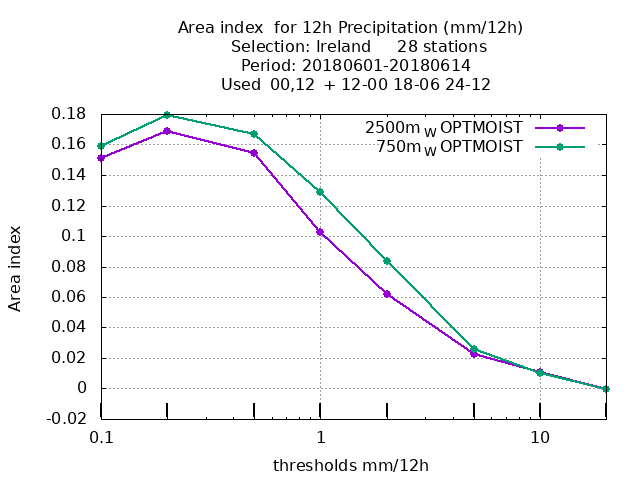 Area index  for 12h Precipitation (mm/12h)
Selection: Ireland     28 stations
Period: 20180601-20180614
Used  00,12  + 12-00 18-06 24-12
2500m_W OPTMOIST
750m_W OPTMOIST
0.18
0.16
0.14
0.12
0.1
0.08
0.06
0.04
0.02
0
-0.02
Area index
0.1 1 10
thresholds mm/12h